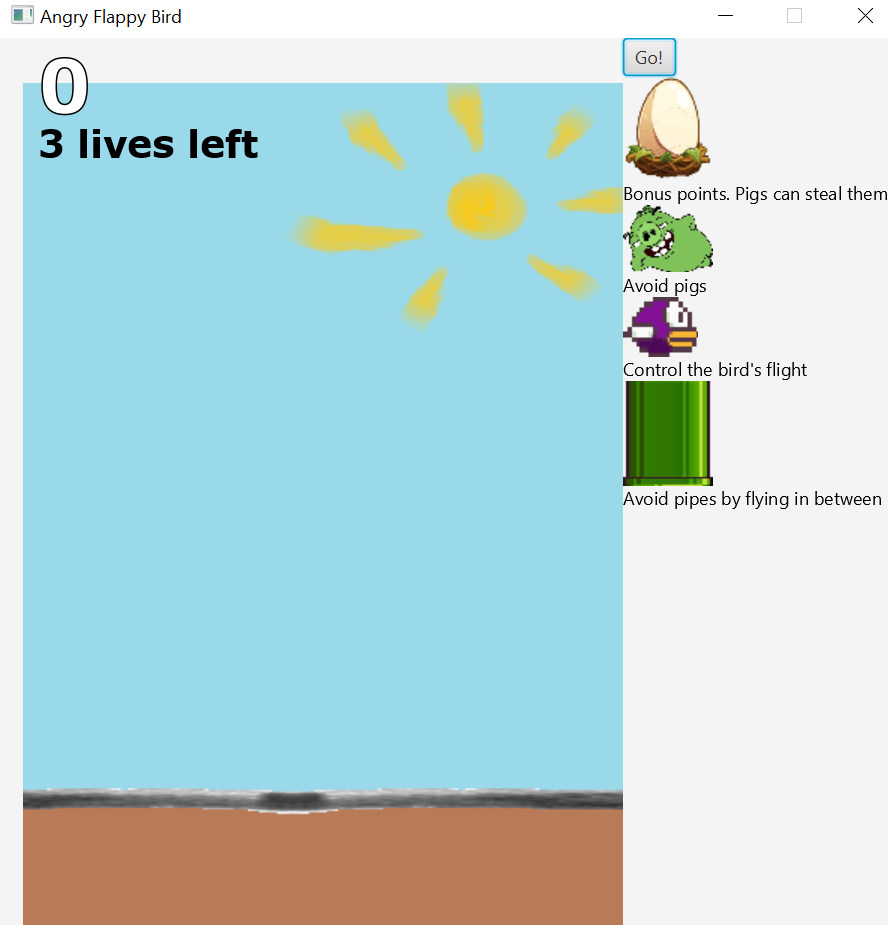 Angry Flappy Bird
0
3 lives left
Go!
Bonus points. Pigs can steal them
Avoid pigs
Control the bird's flight
Avoid pipes by flying in between